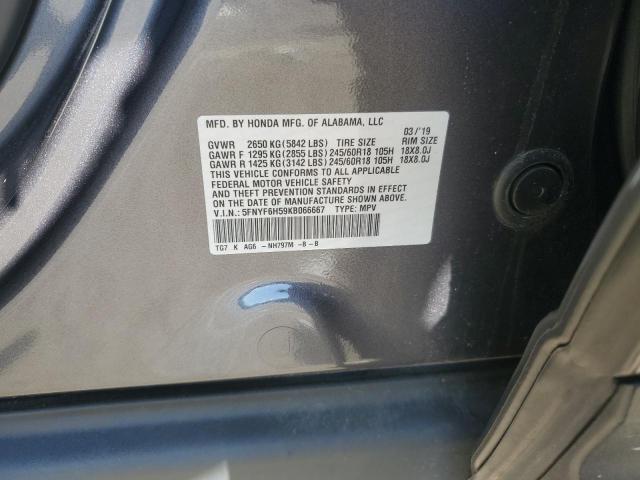 MFD. BY HONDA MFG. OF ALABAMA, LLC 03/'19
GVWR 2650 KG(5842 LBS) TIRE SIZE RIM SIZE
GAWR F 1295 KG(2855 LBS) 245/60R18 105H 18X8.0J
GAWR R 1425 KG(3142 LBS) 245/60R18 105H 18X8.0J
THIS VEHICLE CONFORMS TO ALL APPLICABLE
FEDERAL MOTOR VEHICLE SAFETY
AND THEFT PREVENTION STANDARDS IN EFFECT
ON THE DATE OF MANUFACTURE SHOWN ABOVE.
V.I.N.: 5FNYF6H59KB066667 TYPE: MPV
TG7 K AG6 -NH797M -B-B